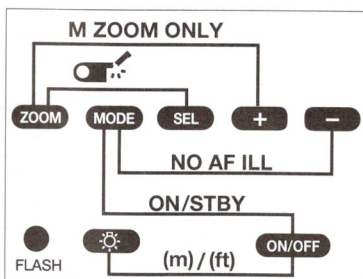 M ZOOM ONLY
ZOOM MODE SEL + −
NO AF ILL
ON/STBY
FLASH
ON/OFF
(m) / (ft)